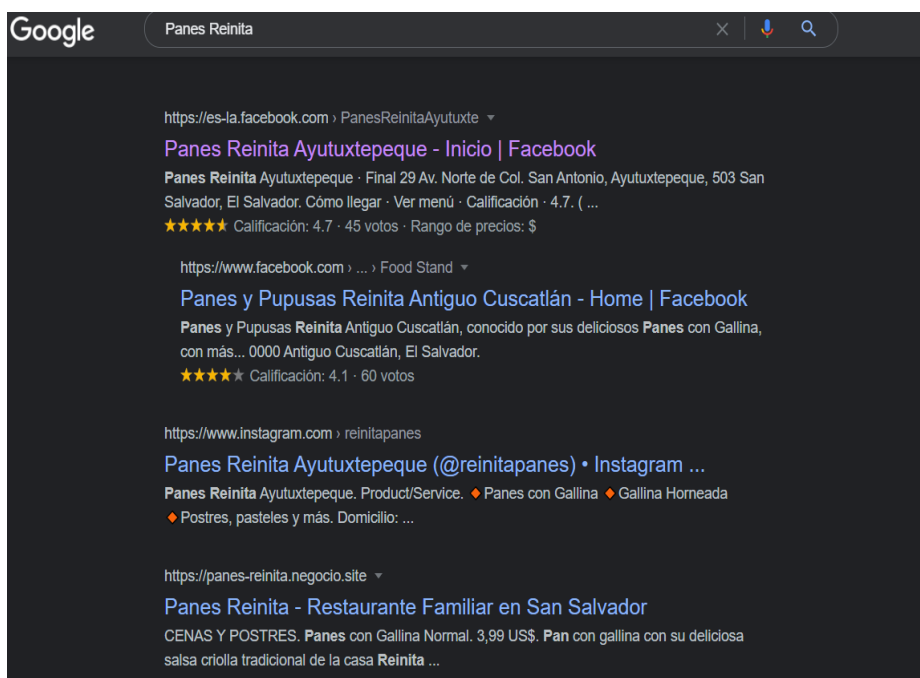 Google
Panes Reinita
https://es-la.facebook.com › PanesReinitaAyutuxte
Panes Reinita Ayutuxtepeque - Inicio | Facebook
Panes Reinita Ayutuxtepeque · Final 29 Av. Norte de Col. San Antonio, Ayutuxtepeque, 503 San
Salvador, El Salvador. Cómo llegar · Ver menú · Calificación · 4.7. ( ...
Calificación: 4.7 · 45 votos · Rango de precios: $
https://www.facebook.com › ... › Food Stand
Panes y Pupusas Reinita Antiguo Cuscatlán - Home | Facebook
Panes y Pupusas Reinita Antiguo Cuscatlán, conocido por sus deliciosos Panes con Gallina,
con más... 0000 Antiguo Cuscatlán, El Salvador.
Calificación: 4.1 · 60 votos
https://www.instagram.com › reinitapanes
Panes Reinita Ayutuxtepeque (@reinitapanes) • Instagram ...
Panes Reinita Ayutuxtepeque. Product/Service. 🔸Panes con Gallina 🔸Gallina Horneada
🔸Postres, pasteles y más. Domicilio: ...
https://panes-reinita.negocio.site
Panes Reinita - Restaurante Familiar en San Salvador
CENAS Y POSTRES. Panes con Gallina Normal. 3,99 US$. Pan con gallina con su deliciosa
salsa criolla tradicional de la casa Reinita ...